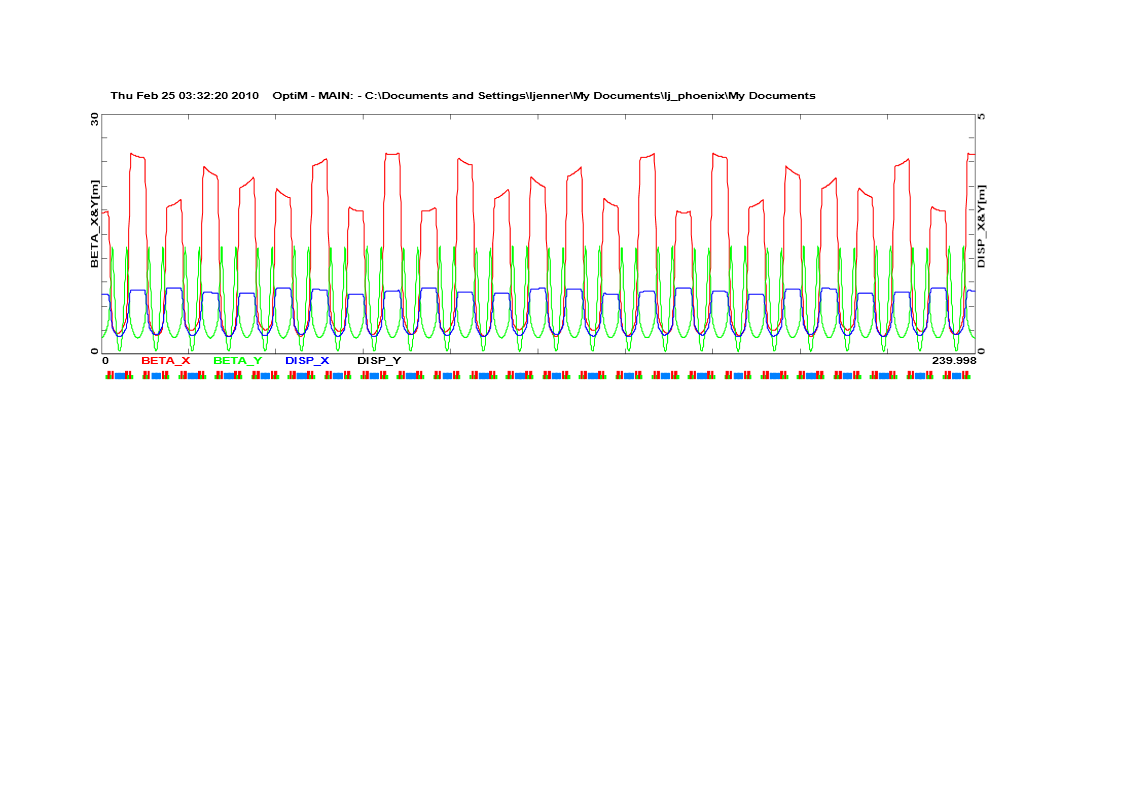 Thu Feb 25 03:32:20 2010 OptiM - MAIN: - C:\Documents and Settings\ljenner\My Documents\lj_phoenix\My Documents
30
5
BETA_X&Y[m]
DISP_X&Y[m]
0
0
0 BETA_X BETA_Y DISP_X DISP_Y 239.998